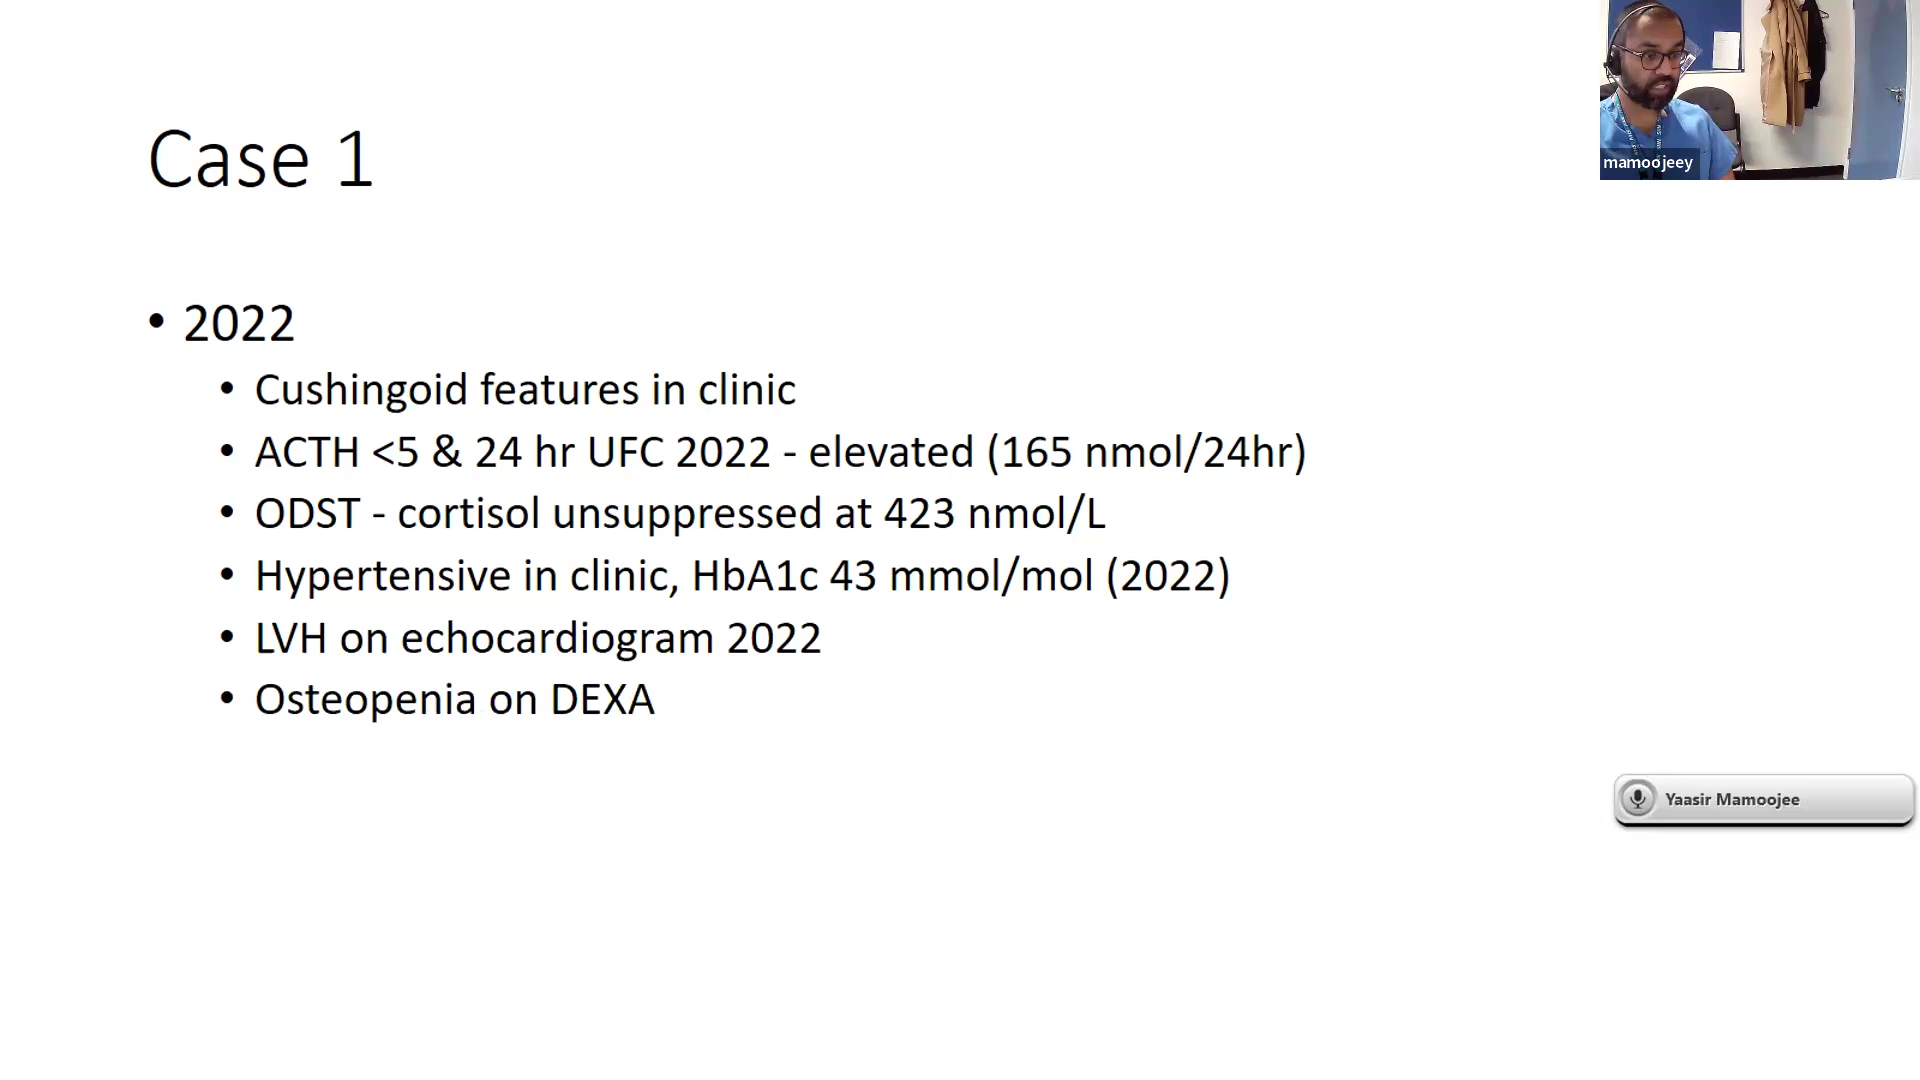 Case 1
mamoojeey
• 2022
• Cushingoid features in clinic
• ACTH <5 & 24 hr UFC 2022 - elevated (165 nmol/24hr)
• ODST - cortisol unsuppressed at 423 nmol/L
• Hypertensive in clinic, HbA1c 43 mmol/mol (2022)
• LVH on echocardiogram 2022
• Osteopenia on DEXA
Yaasir Mamoojee